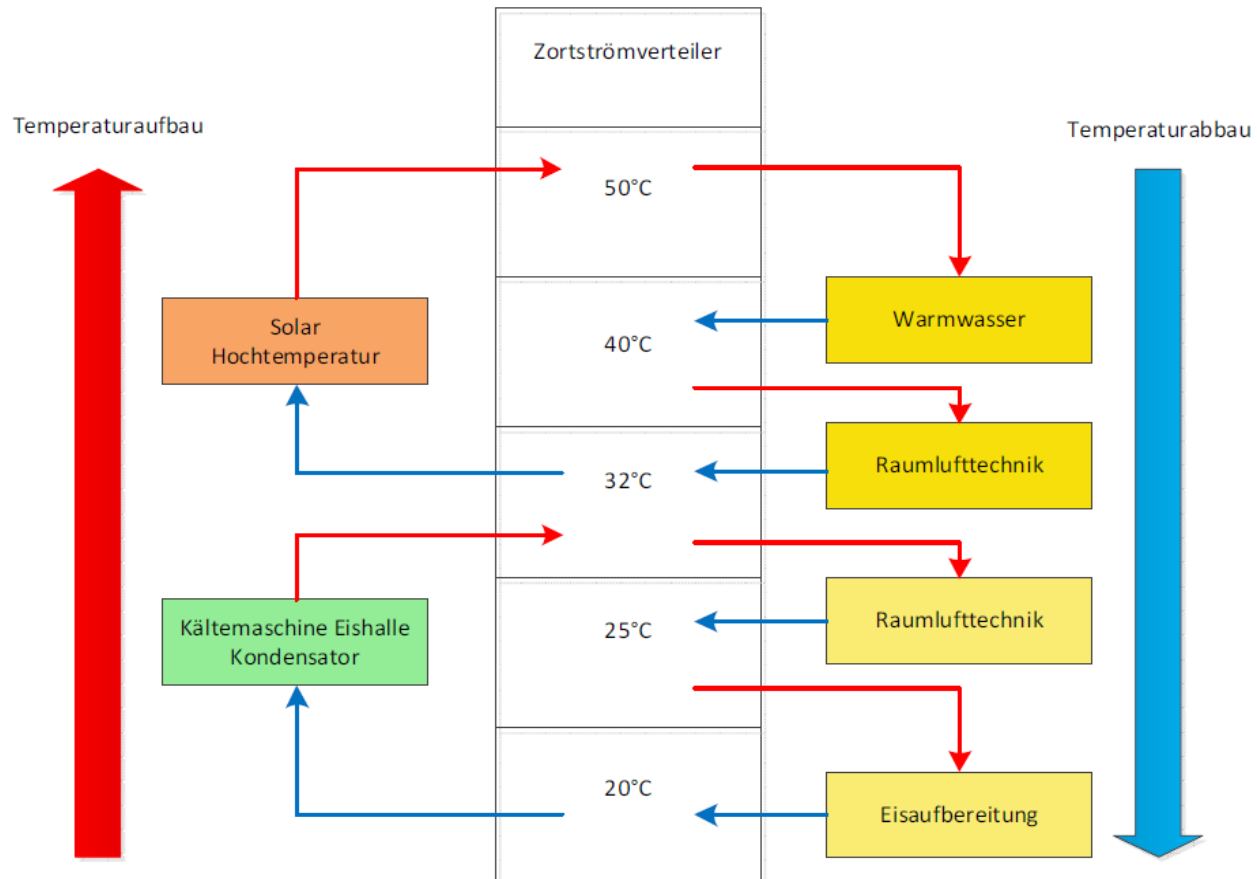 Zortströmverteiler
Temperaturaufbau
Temperaturabbau
50°C
Solar
Hochtemperatur
40°C
Warmwasser
32°C
Raumlufttechnik
Kältemaschine Eishalle
Kondensator
25°C
Raumlufttechnik
20°C
Eisaufbereitung